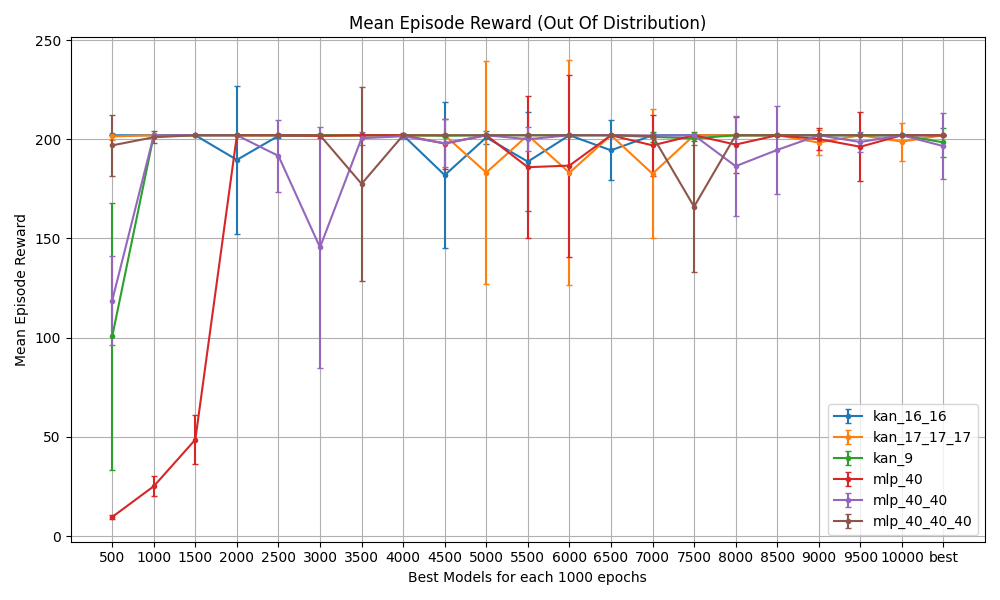 Mean Episode Reward (Out Of Distribution)
250
200
150
100
50
0
Mean Episode Reward
kan_16_16
kan_17_17_17
kan_9
mlp_40
mlp_40_40
mlp_40_40_40
500 1000 1500 2000 2500 3000 3500 4000 4500 5000 5500 6000 6500 7000 7500 8000 8500 9000 9500 10000 best
Best Models for each 1000 epochs